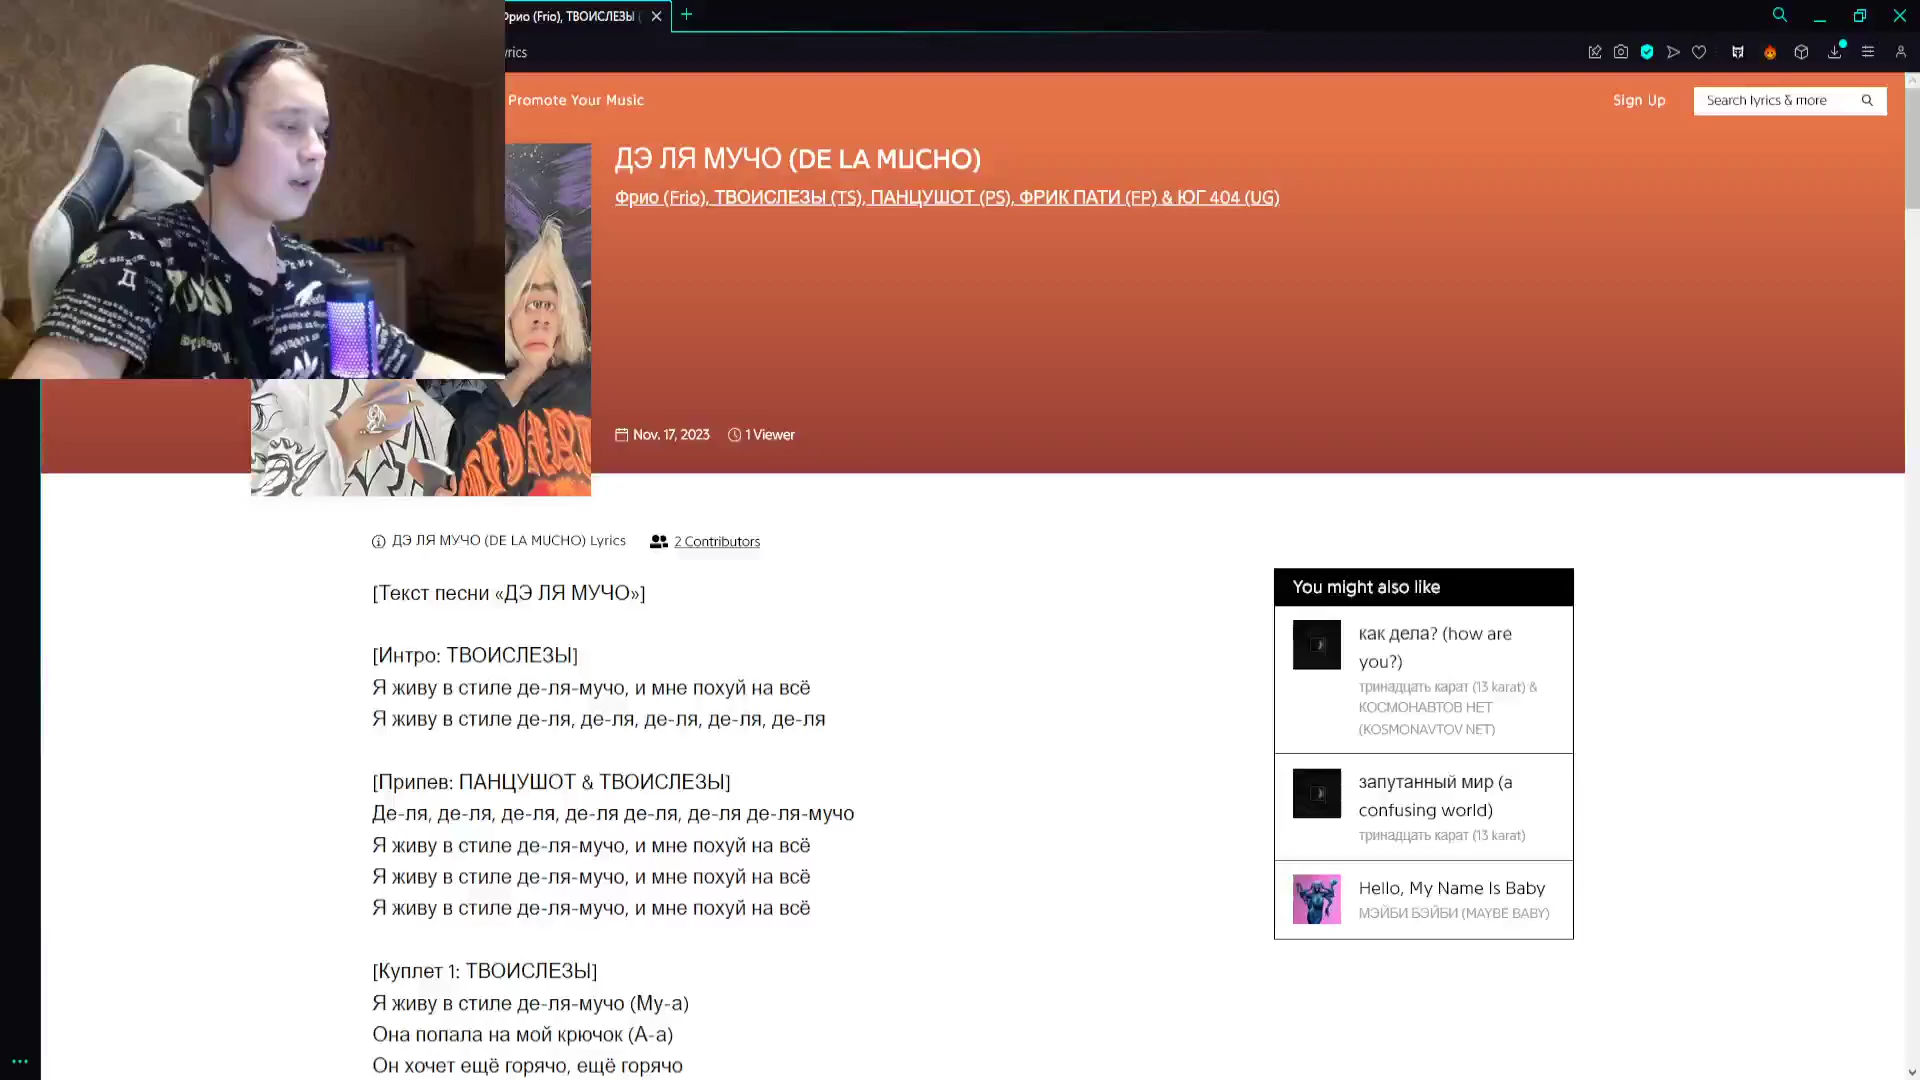 Фрио (Frio), ТВОИСЛЕЗЫ (
yrics
Promote Your Music
Sign Up
Search lyrics & more
ДЭ ЛЯ МУЧО (DE LA MUCHO)
Фрио (Frio), ТВОИСЛЕЗЫ (TS), ПАНЦУШОТ (PS), ФРИК ПАТИ (FP) & ЮГ 404 (UG)
Nov. 17, 2023
1 Viewer
ДЭ ЛЯ МУЧО (DE LA MUCHO) Lyrics
2 Contributors
[Текст песни «ДЭ ЛЯ МУЧО»]
[Интро: ТВОИСЛЕЗЫ]
Я живу в стиле де-ля-мучо, и мне похуй на всё
Я живу в стиле де-ля, де-ля, де-ля, де-ля, де-ля
[Припев: ПАНЦУШОТ & ТВОИСЛЕЗЫ]
Де-ля, де-ля, де-ля, де-ля де-ля, де-ля де-ля-мучо
Я живу в стиле де-ля-мучо, и мне похуй на всё
Я живу в стиле де-ля-мучо, и мне похуй на всё
Я живу в стиле де-ля-мучо, и мне похуй на всё
[Куплет 1: ТВОИСЛЕЗЫ]
Я живу в стиле де-ля-мучо (Му-а)
Она попала на мой крючок (А-а)
Он хочет ещё горячо, ещё горячо
You might also like
как дела? (how are
you?)
тринадцать карат (13 karat) &
КОСМОНАВТОВ НЕТ
(KOSMONAVTOV NET)
запутанный мир (a
confusing world)
тринадцать карат (13 karat)
Hello, My Name Is Baby
МЭЙБИ БЭЙБИ (MAYBE BABY)